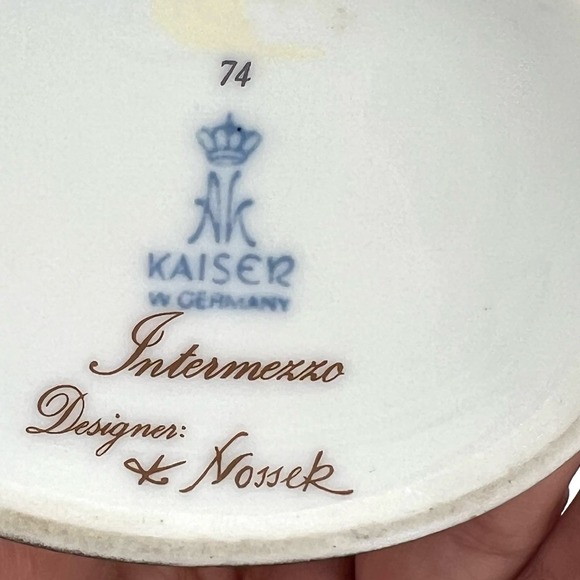 74
AK
KAISER
W. GERMANY
Intermezzo
Designer:
K Nossek